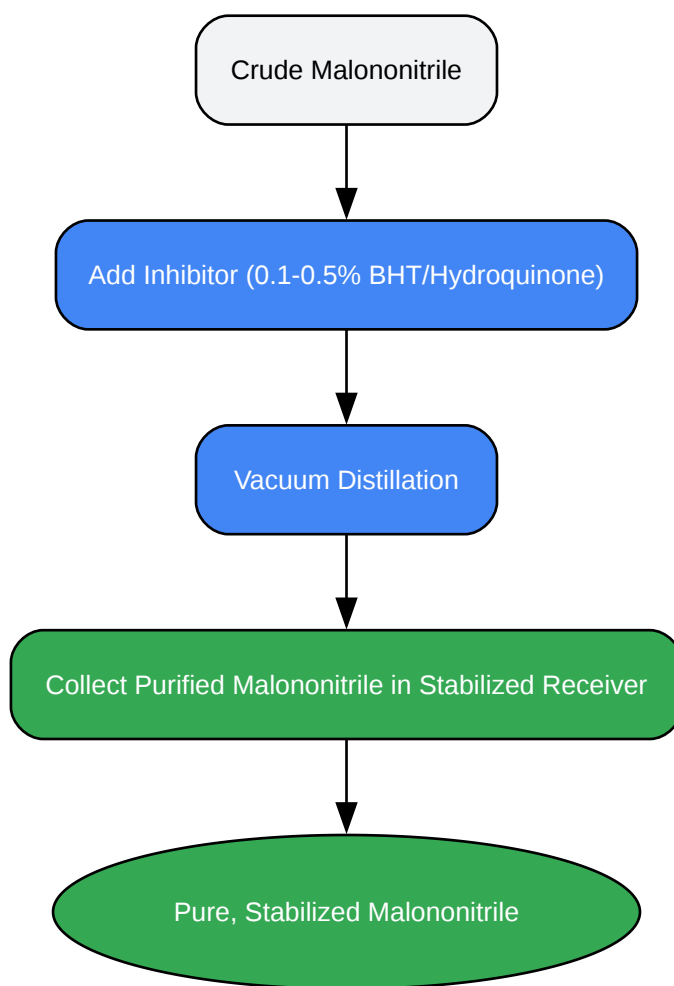 Crude Malononitrile
Add Inhibitor (0.1-0.5% BHT/Hydroquinone)
Vacuum Distillation
Collect Purified Malononitrile in Stabilized Receiver
Pure, Stabilized Malononitrile